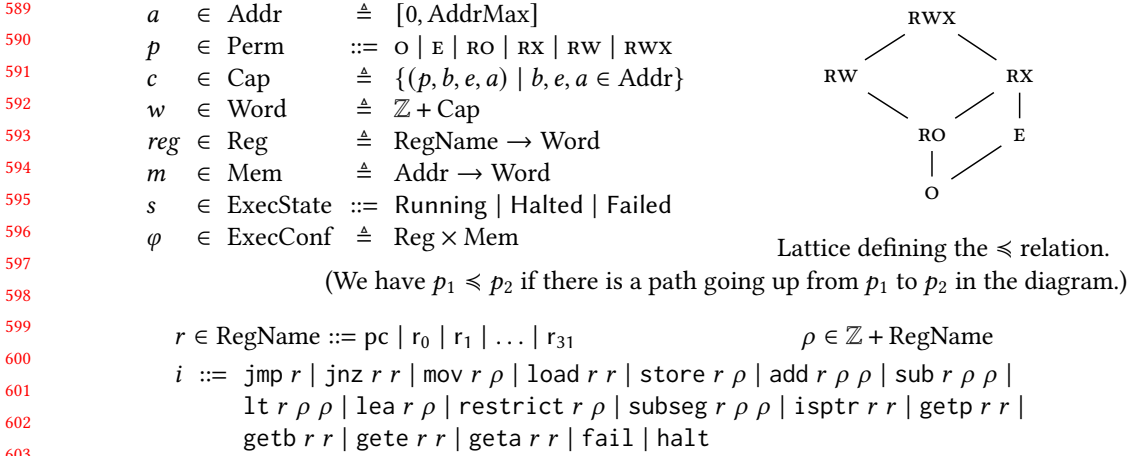 589 a ∈ Addr ≜ [0, AddrMax]
590 p ∈ Perm ::= O | E | RO | RX | RW | RWX
591 c ∈ Cap ≜ {(p, b, e, a) | b, e, a ∈ Addr}
592 w ∈ Word ≜ ℤ + Cap
593 reg ∈ Reg ≜ RegName → Word
594 m ∈ Mem ≜ Addr → Word
595 s ∈ ExecState ::= Running | Halted | Failed
596 φ ∈ ExecConf ≜ Reg × Mem
RWX
RW RX
RO E
O
597 Lattice defining the ≼ relation.
598 (We have p₁ ≼ p₂ if there is a path going up from p₁ to p₂ in the diagram.)
599 r ∈ RegName ::= pc | r₀ | r₁ | . . . | r₃₁ ρ ∈ ℤ + RegName
600
601 i ::= jmp r | jnz r r | mov r ρ | load r r | store r ρ | add r ρ ρ | sub r ρ ρ |
602 lt r ρ ρ | lea r ρ | restrict r ρ | subseg r ρ ρ | isptr r r | getp r r |
603 getb r r | gete r r | geta r r | fail | halt